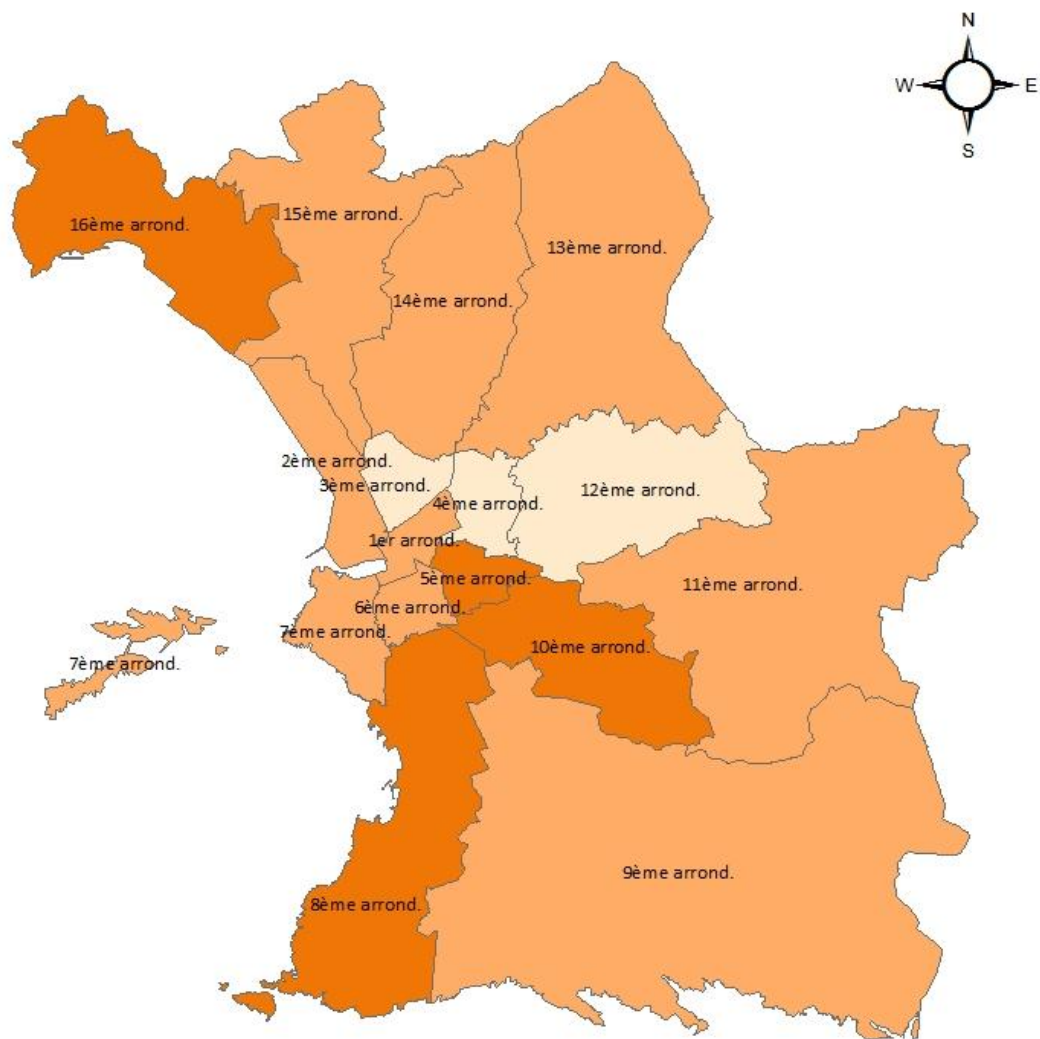 N
W
E
S
16ème arrond.
15ème arrond.
13ème arrond.
14ème arrond.
2ème arrond.
3ème arrond.
12ème arrond.
4ème arrond.
1er arrond.
5ème arrond.
11ème arrond.
6ème arrond.
7ème arrond.
10ème arrond.
7ème arrond.
9ème arrond.
8ème arrond.